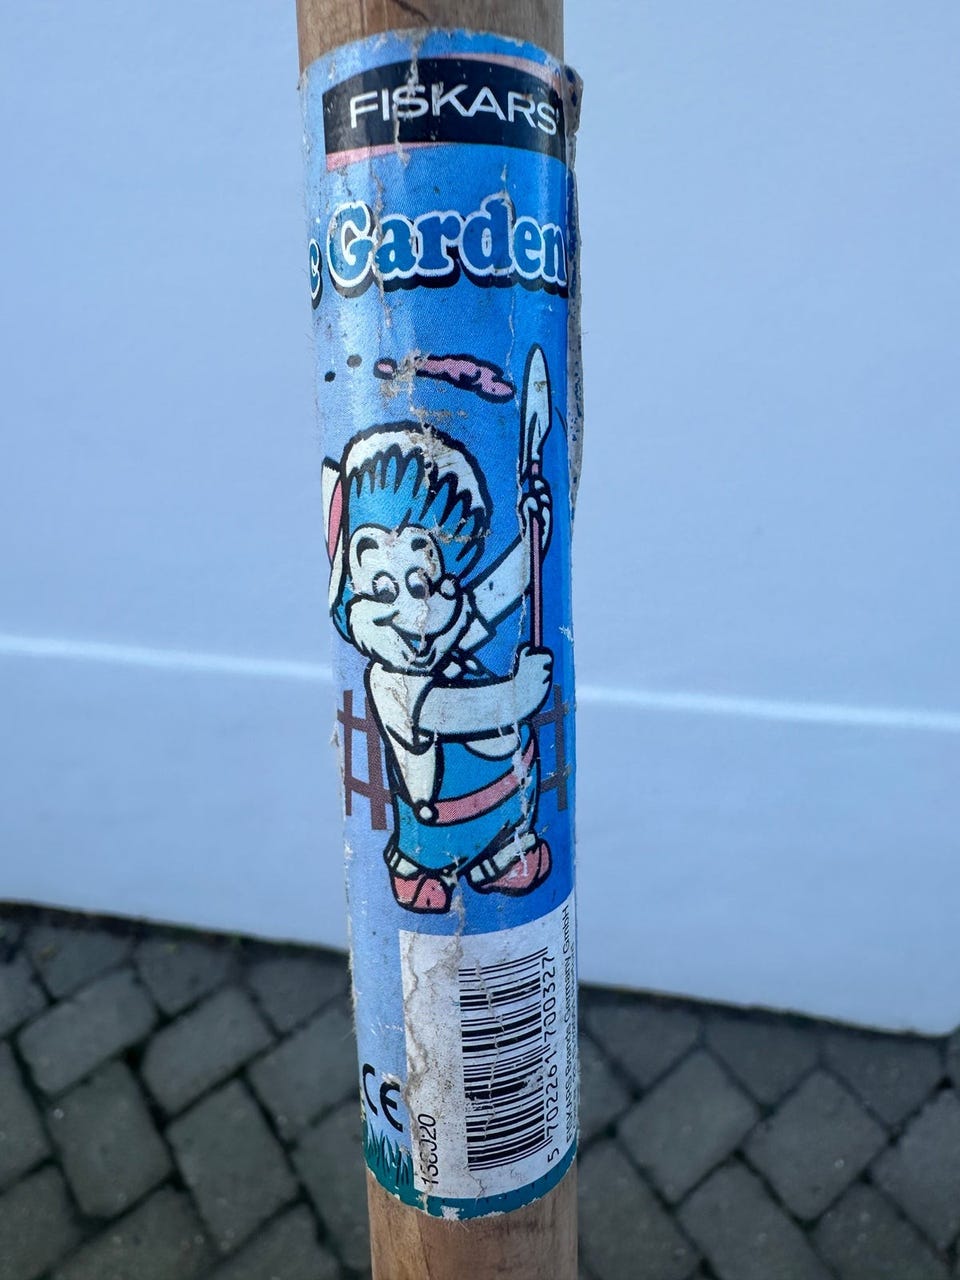 FISKARS
c Garden
CE
5 702261 700327
FISKARS Brands Germany GmbH